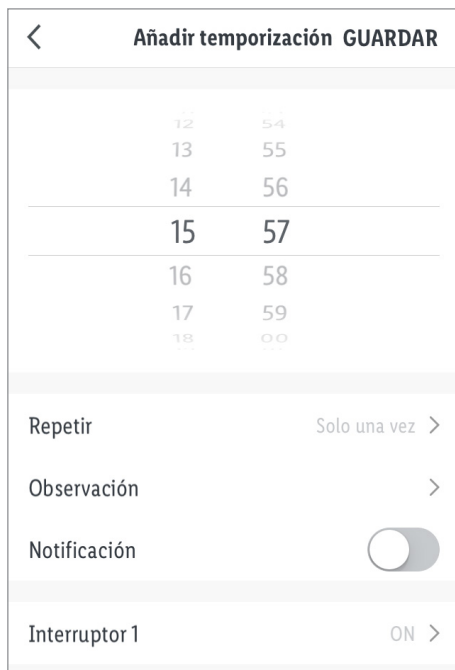 Añadir temporización GUARDAR
12 54
13 55
14 56
15 57
16 58
17 59
18 00
Repetir Solo una vez
Observación
Notificación
Interruptor 1 ON